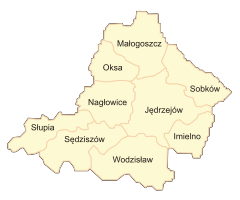 Małogoszcz
Oksa
Sobków
Nagłowice
Jędrzejów
Słupia
Imielno
Sędziszów
Wodzisław